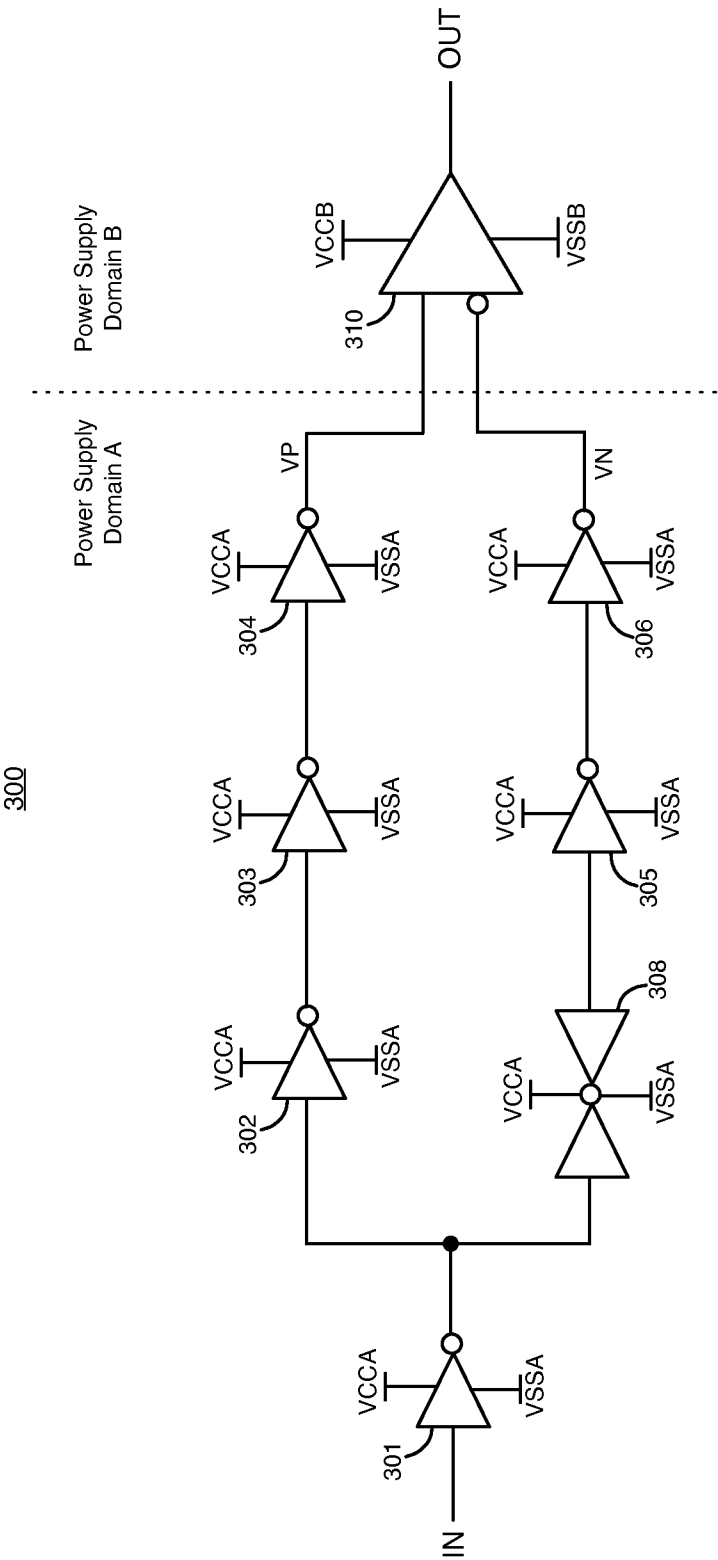 300
Power Supply
Domain A
Power Supply
Domain B
IN
301
VCCA
VSSA
302
VCCA
VSSA
303
VCCA
VSSA
304
VCCA
VSSA
VP
308
VCCA
VSSA
305
VCCA
VSSA
306
VCCA
VSSA
VN
310
VCCB
VSSB
OUT